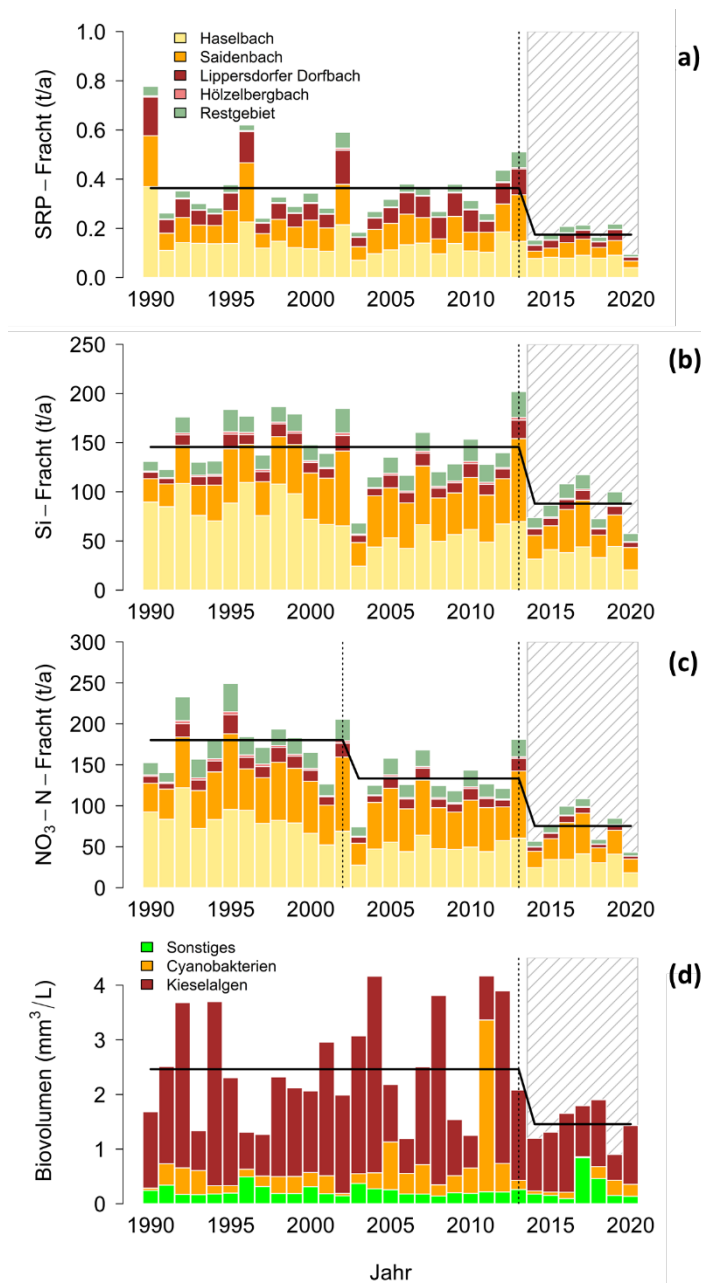 a)
SRP – Fracht (t/a)
1.0
0.8
0.6
0.4
0.2
0.0
Haselbach
Saidenbach
Lippersdorfer Dorfbach
Hölzelbergbach
Restgebiet
1990 1995 2000 2005 2010 2015 2020
(b)
Si – Fracht (t/a)
250
200
150
100
50
0
1990 1995 2000 2005 2010 2015 2020
(c)
NO₃ – N – Fracht (t/a)
300
250
200
150
100
50
0
1990 1995 2000 2005 2010 2015 2020
(d)
Biovolumen (mm³/L)
Sonstiges
Cyanobakterien
Kieselalgen
4
3
2
1
0
1990 1995 2000 2005 2010 2015 2020
Jahr